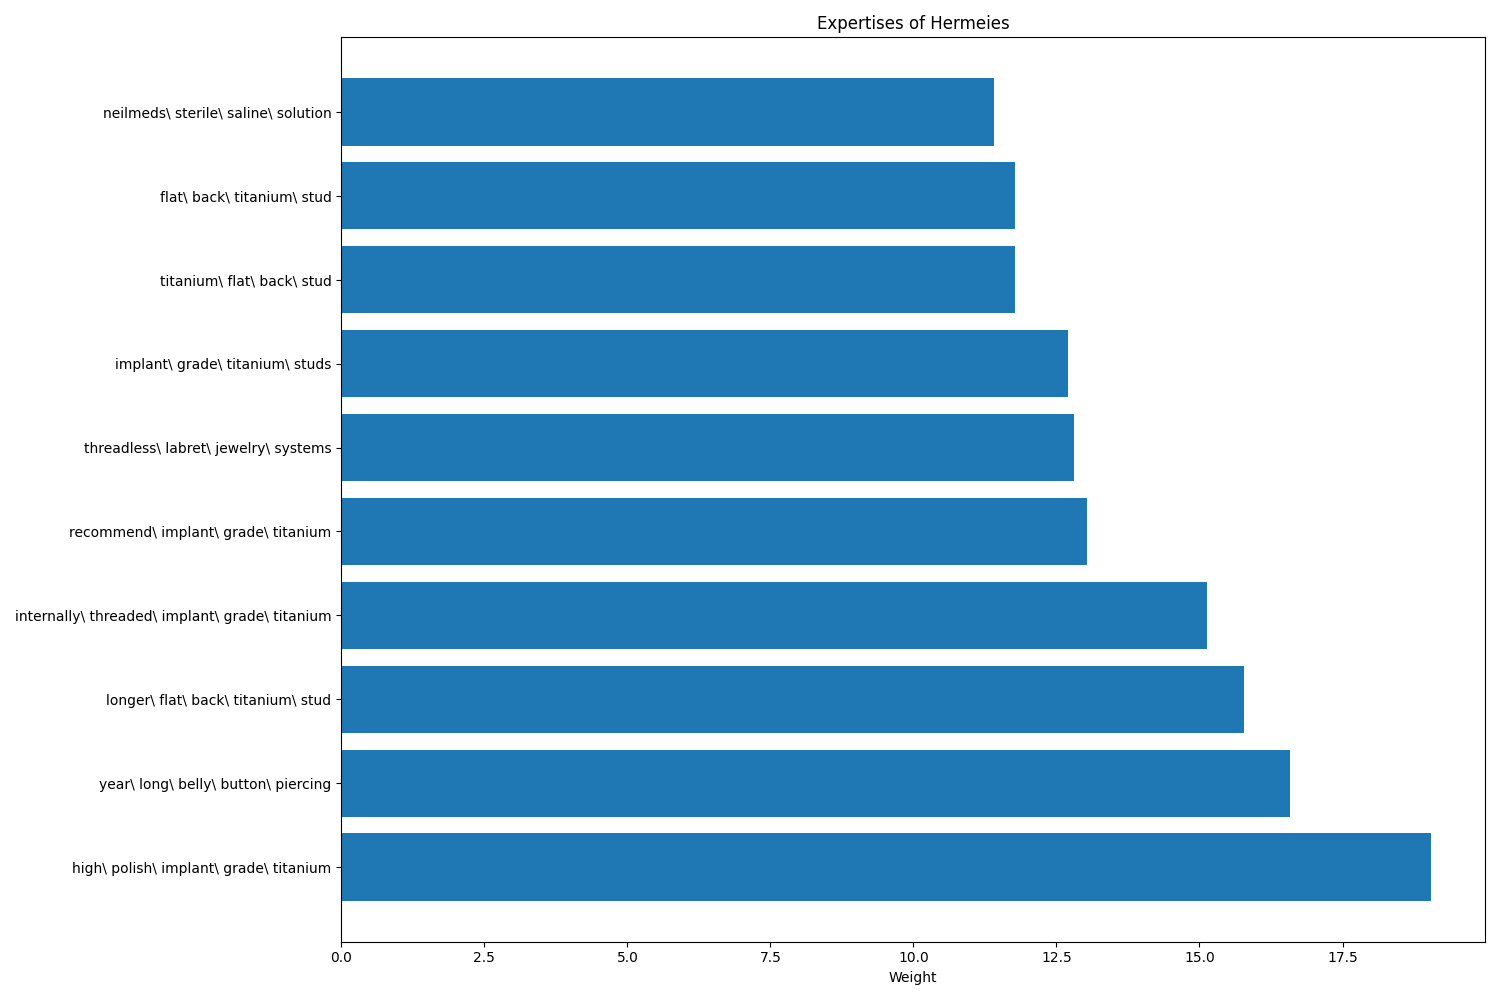 Expertises of Hermeies
neilmeds\ sterile\ saline\ solution
flat\ back\ titanium\ stud
titanium\ flat\ back\ stud
implant\ grade\ titanium\ studs
threadless\ labret\ jewelry\ systems
recommend\ implant\ grade\ titanium
internally\ threaded\ implant\ grade\ titanium
longer\ flat\ back\ titanium\ stud
year\ long\ belly\ button\ piercing
high\ polish\ implant\ grade\ titanium
0.0 2.5 5.0 7.5 10.0 12.5 15.0 17.5
Weight